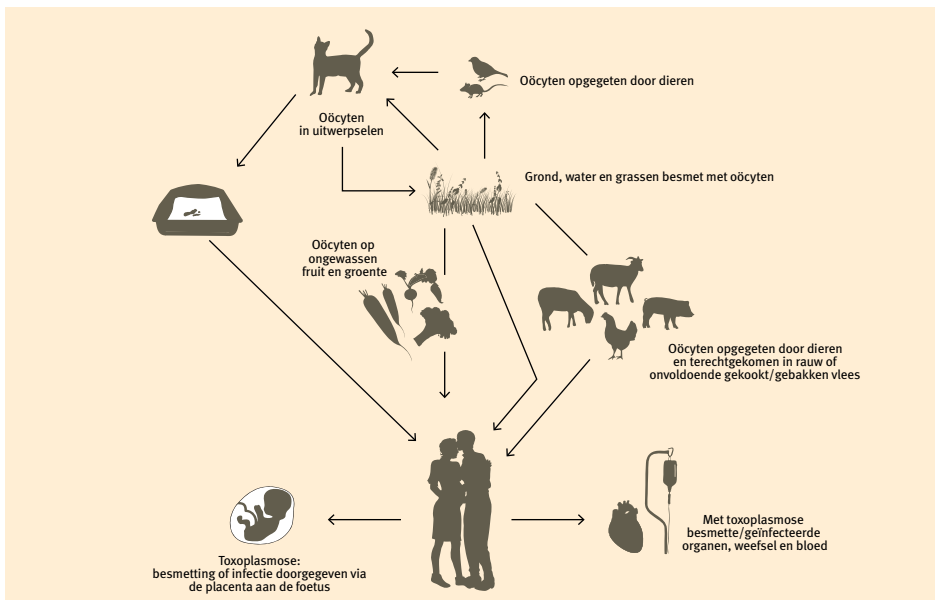 Oöcyten opgegeten door dieren
Oöcyten
in uitwerpselen
Grond, water en grassen besmet met oöcyten
Oöcyten op
ongewassen
fruit en groente
Oöcyten opgegeten door dieren
en terechtgekomen in rauw of
onvoldoende gekookt/gebakken vlees
Met toxoplasmose
besmette/geïnfecteerde
organen, weefsel en bloed
Toxoplasmose:
besmetting of infectie doorgegeven via
de placenta aan de foetus